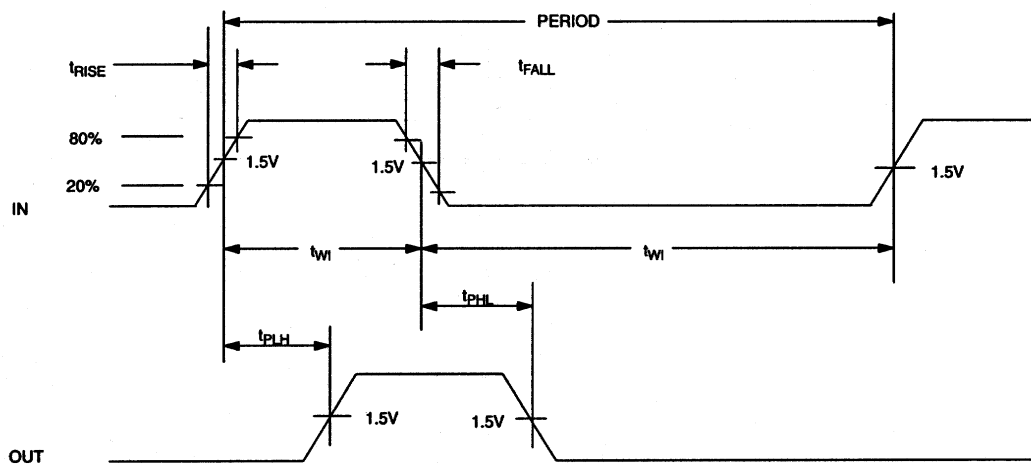 PERIOD
tRISE
tFALL
80%
1.5V
1.5V
1.5V
20%
IN
tWI
tWI
tPHL
tPLH
1.5V
1.5V
OUT